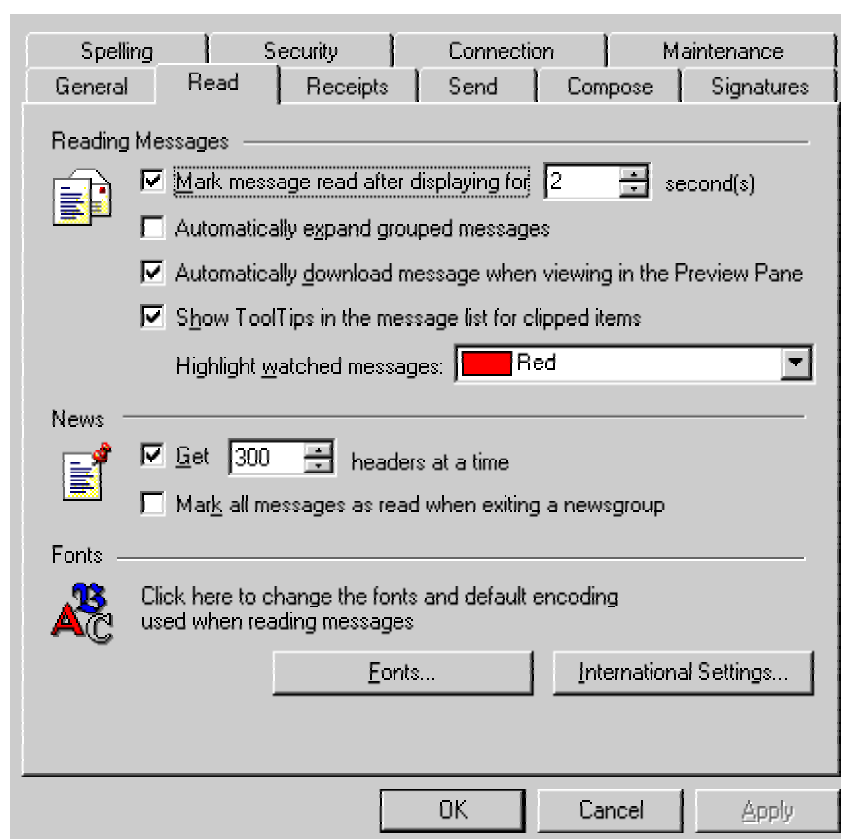 Spelling Security Connection Maintenance
General Read Receipts Send Compose Signatures
Reading Messages
Mark message read after displaying for 2 second(s)
Automatically expand grouped messages
Automatically download message when viewing in the Preview Pane
Show ToolTips in the message list for clipped items
Highlight watched messages: Red
News
Get 300 headers at a time
Mark all messages as read when exiting a newsgroup
Fonts
Click here to change the fonts and default encoding
used when reading messages
Fonts... International Settings...
OK Cancel Apply